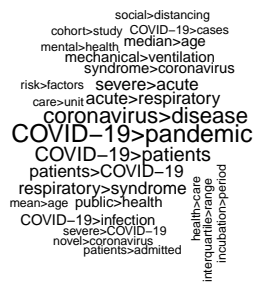 social>distancing
cohort>study COVID−19>cases
mental>health median>age
mechanical>ventilation
syndrome>coronavirus
risk>factors severe>acute
care>unit acute>respiratory
coronavirus>disease
COVID−19>pandemic
COVID−19>patients
patients>COVID−19
respiratory>syndrome
mean>age public>health
COVID−19>infection
severe>COVID−19
novel>coronavirus
patients>admitted
health>care
interquartile>range
incubation>period